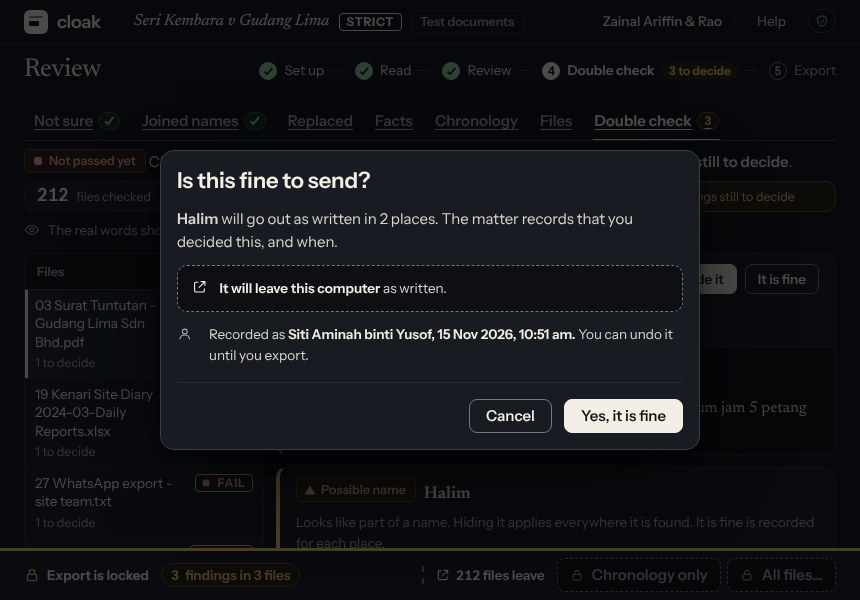 cloak
Seri Kembara v Gudang Lima
STRICT
Test documents
Zainal Ariffin & Rao
Help
Review
Set up
Read
Review
4 Double check 3 to decide
5 Export
Not sure
Joined names
Replaced
Facts
Chronology
Files
Double check 3
Not passed yet
still to decide.
212 files checked
still to decide
The real words
Files
It is fine
03 Surat Tuntutan -
Gudang Lima Sdn
Bhd.pdf
1 to decide
19 Kenari Site Diary
2024-03-Daily
Reports.xlsx
1 to decide
27 WhatsApp export -
site team.txt
FAIL
1 to decide
Is this fine to send?
Halim will go out as written in 2 places. The matter records that you
decided this, and when.
It will leave this computer as written.
Recorded as Siti Aminah binti Yusof, 15 Nov 2026, 10:51 am. You can undo it
until you export.
Cancel
Yes, it is fine
jam 5 petang
Possible name
Halim
Looks like part of a name. Hiding it applies everywhere it is found. It is fine is recorded
for each place.
Export is locked
3 findings in 3 files
212 files leave
Chronology only
All files...